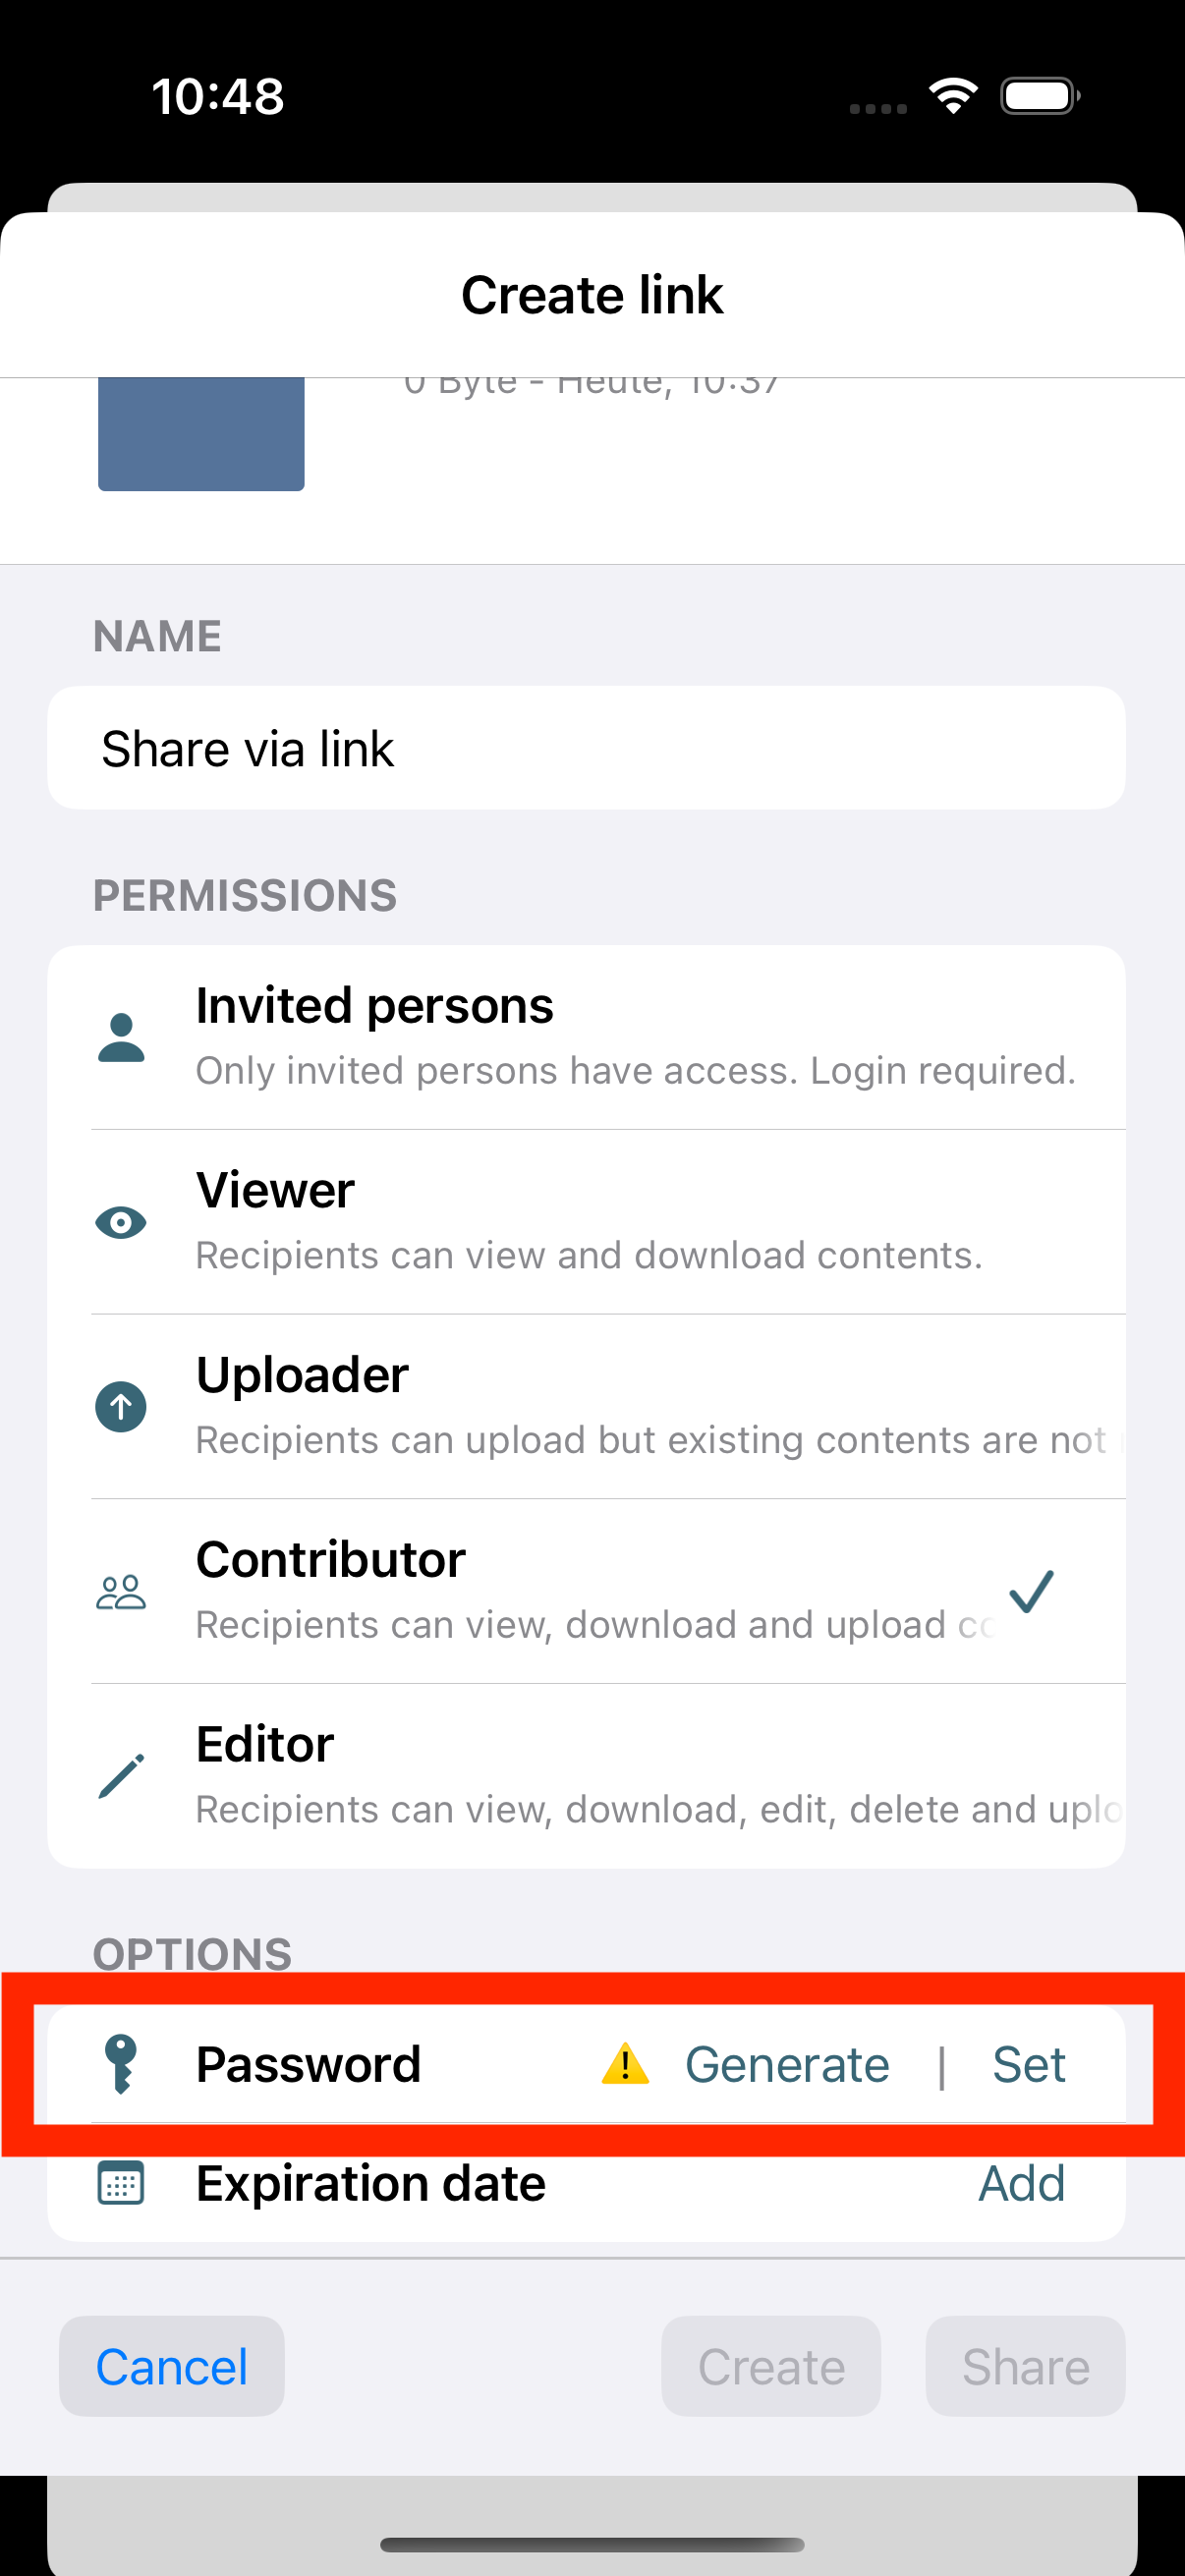 10:48
Create link
0 Byte - Heute, 10:37
NAME
Share via link
PERMISSIONS
Invited persons
Only invited persons have access. Login required.
Viewer
Recipients can view and download contents.
Uploader
Recipients can upload but existing contents are not
Contributor
Recipients can view, download and upload co
Editor
Recipients can view, download, edit, delete and uplo
OPTIONS
Password Generate | Set
Expiration date Add
Cancel Create Share